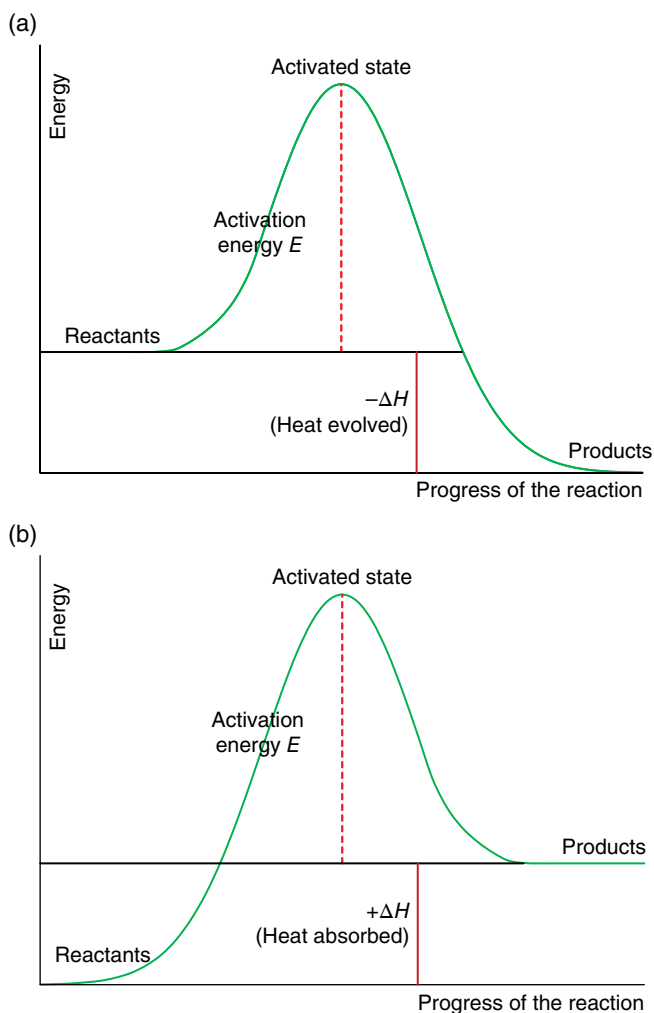 (a)
Activated state
Energy
Activation
energy E
Reactants
−ΔH
(Heat evolved)
Products
Progress of the reaction
(b)
Activated state
Energy
Activation
energy E
Products
+ΔH
(Heat absorbed)
Reactants
Progress of the reaction